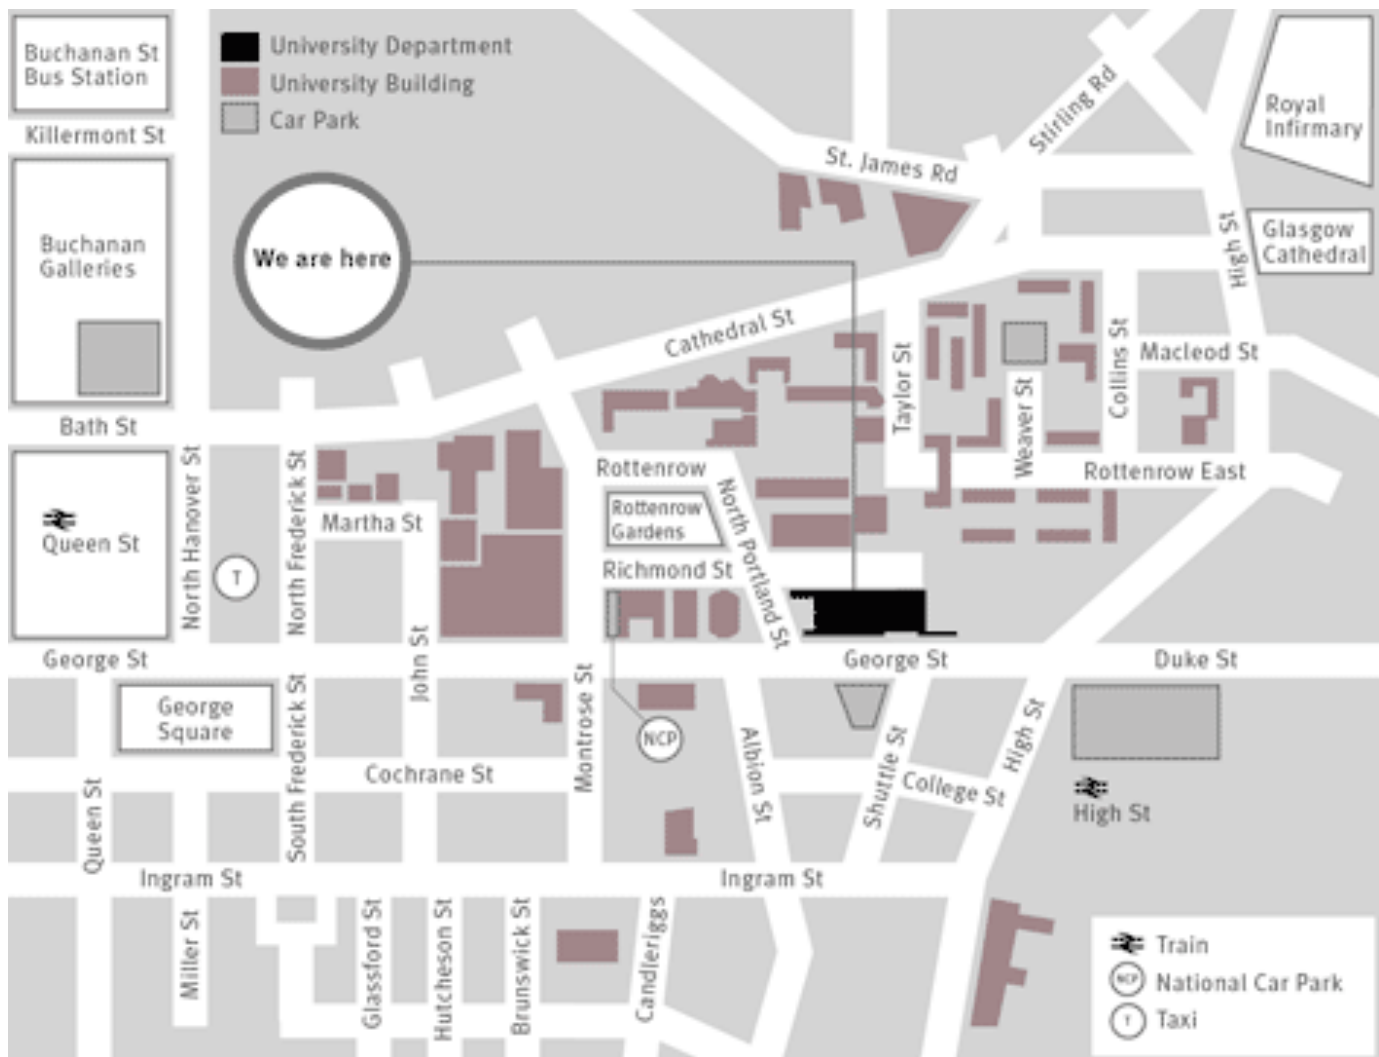 Buchanan St
Bus Station
University Department
University Building
Car Park
Killermont St
Royal
Infirmary
Stirling Rd
St. James Rd
Buchanan
Galleries
We are here
High St
Glasgow
Cathedral
Cathedral St
Taylor St
Collins St
Macleod St
Weaver St
Bath St
Rottenrow
Rottenrow East
North Hanover St
North Frederick St
Queen St
Martha St
Rottenrow
Gardens
North Portland St
T
Richmond St
George St
John St
George St
Duke St
George
Square
South Frederick St
Montrose St
NCP
Albion St
Shuttle St
High St
Cochrane St
College St
Queen St
High St
Ingram St
Ingram St
Miller St
Glassford St
Hutcheson St
Brunswick St
Candleriggs
Train
NCP
National Car Park
T
Taxi